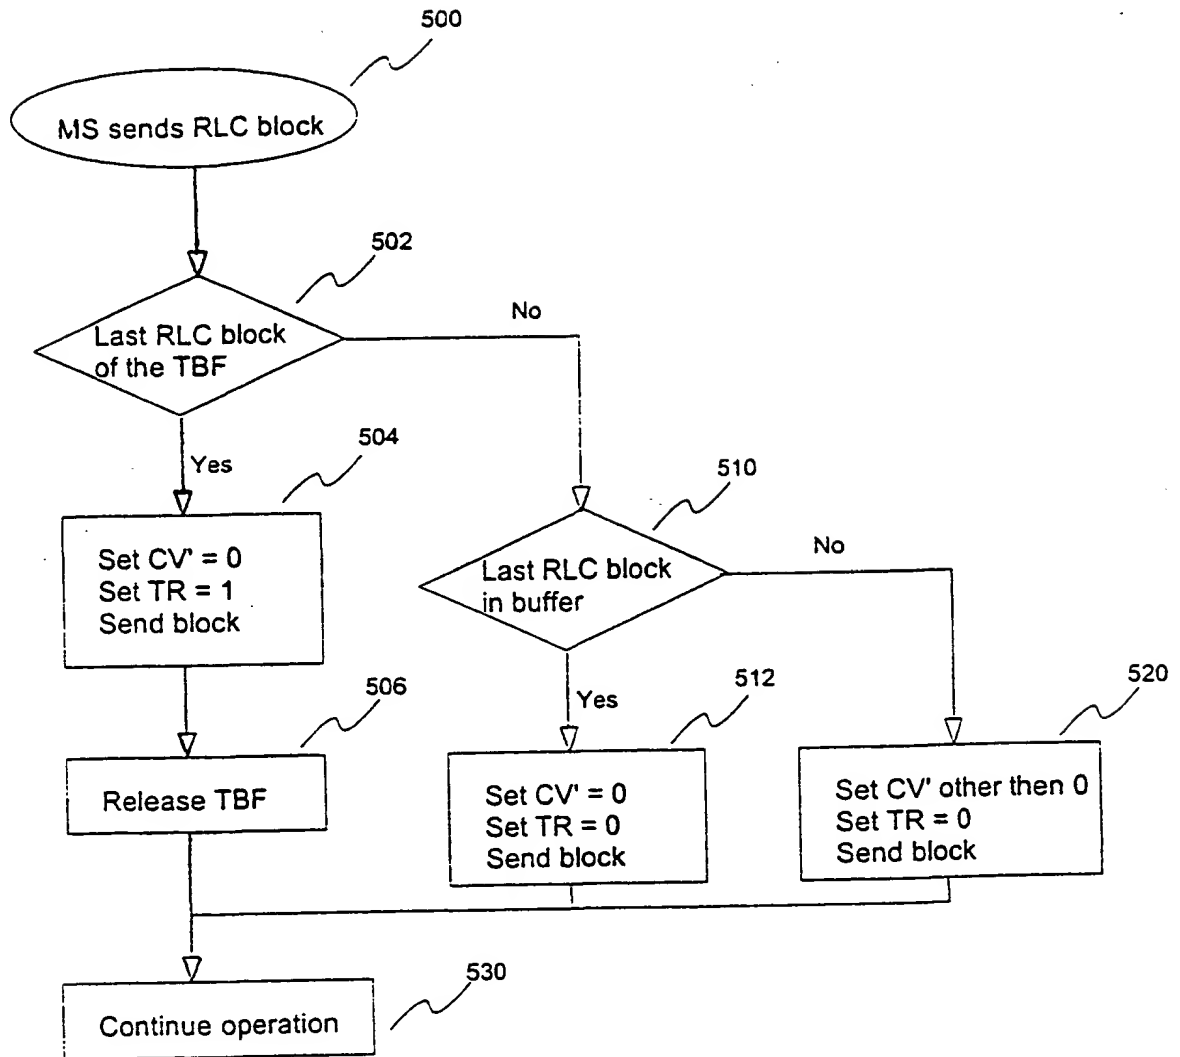 500
MS sends RLC block
502
Last RLC block
of the TBF
No
Yes
504
Set CV' = 0
Set TR = 1
Send block
506
Release TBF
510
Last RLC block
in buffer
No
Yes
512
Set CV' = 0
Set TR = 0
Send block
520
Set CV' other then 0
Set TR = 0
Send block
530
Continue operation